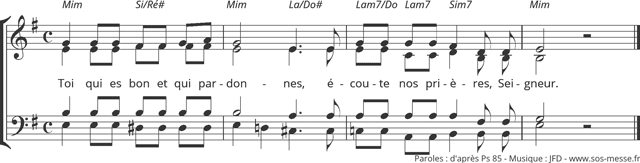 Mim Si/Ré# Mim La/Do# Lam7/Do Lam7 Sim7 Mim
Toi qui es bon et qui par-don - nes, é - cou-te nos pri-è-res, Sei-gneur.
Paroles : d'après Ps 85 - Musique : JFD - www.sos-messe.fr